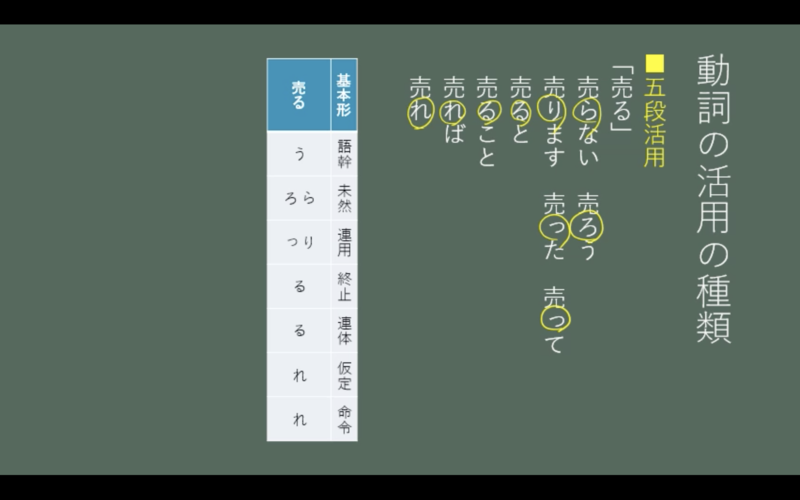 動詞の活用の種類
■五段活用
「売る」
売らない　売ろう
売ります　売った　売って
売ると
売ること
売れば
売れ
基本形　語幹　未然　連用　終止　連体　仮定　命令
売る　う　ろら　っり　る　る　れ　れ